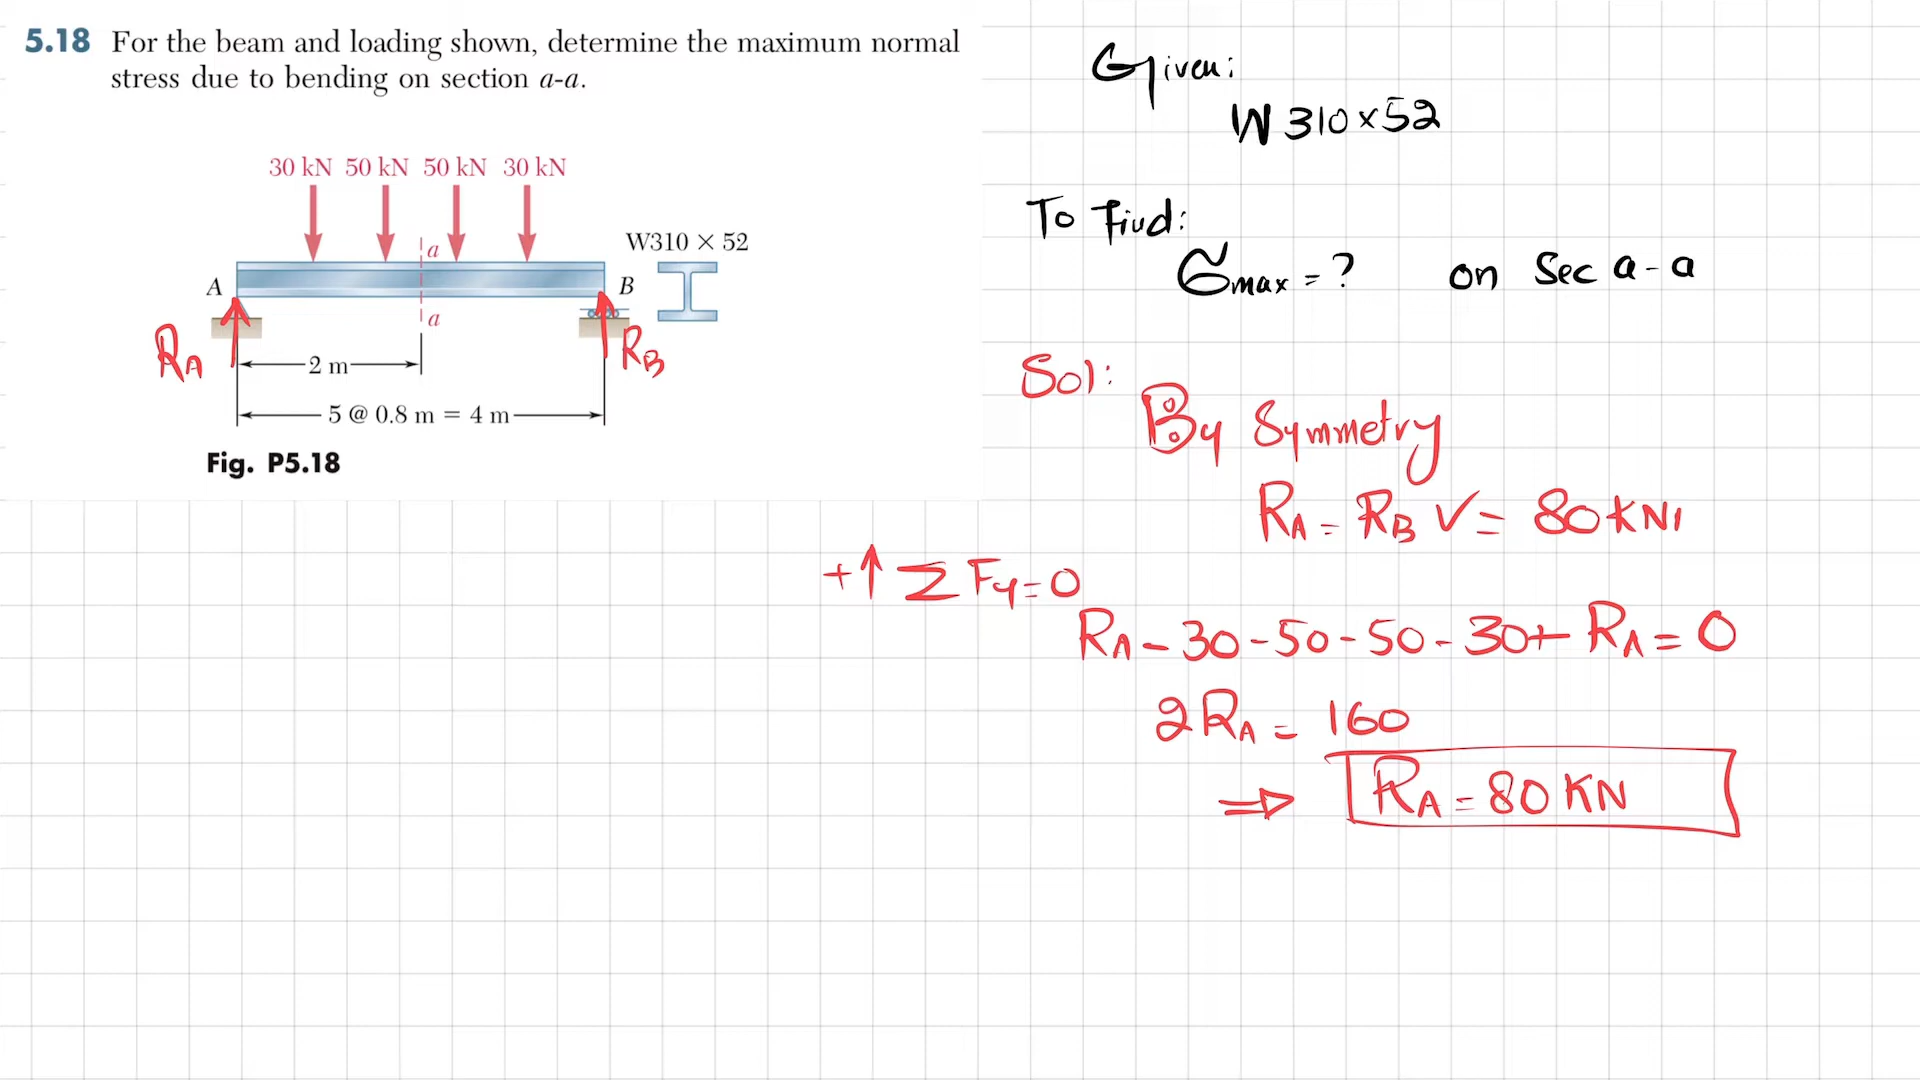 5.18 For the beam and loading shown, determine the maximum normal
stress due to bending on section a-a.
30 kN 50 kN 50 kN 30 kN
W310 × 52
a
A
B
a
RA
RB
2 m
5 @ 0.8 m = 4 m
Fig. P5.18
Given:
W 310×52
To Find:
σmax = ? on Sec a-a
Sol:
By Symmetry
RA = RB V = 80 KN
+↑ Σ Fy = 0
RA - 30 - 50 - 50 - 30 + RA = 0
2RA = 160
⇒ RA = 80 KN